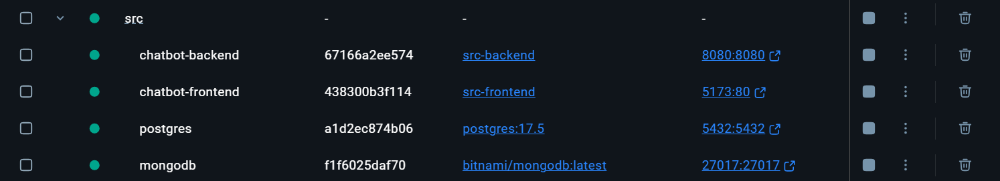 src - - -
chatbot-backend 67166a2ee574 src-backend 8080:8080
chatbot-frontend 438300b3f114 src-frontend 5173:80
postgres a1d2ec874b06 postgres:17.5 5432:5432
mongodb f1f6025daf70 bitnami/mongodb:latest 27017:27017